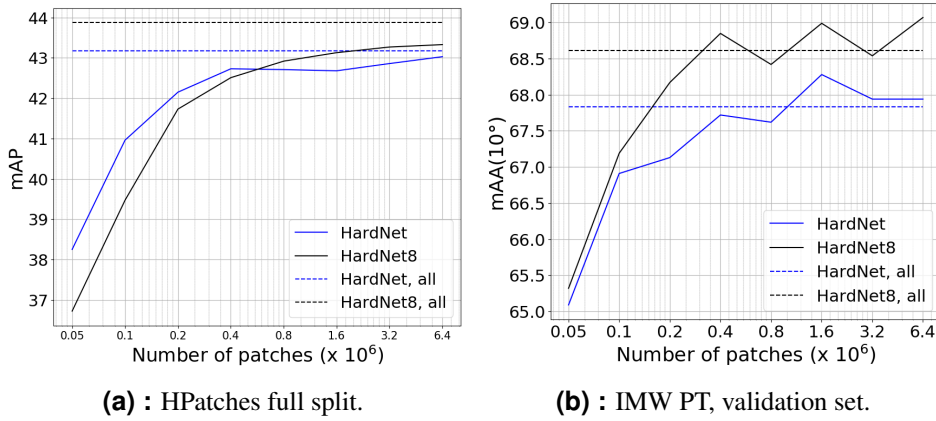 44
43
42
41
40
39
38
37
mAP
HardNet
HardNet8
HardNet, all
HardNet8, all
0.05 0.1 0.2 0.4 0.8 1.6 3.2 6.4
Number of patches (x 10⁶)
(a) : HPatches full split.
69.0
68.5
68.0
67.5
67.0
66.5
66.0
65.5
65.0
mAA(10°)
HardNet
HardNet8
HardNet, all
HardNet8, all
0.05 0.1 0.2 0.4 0.8 1.6 3.2 6.4
Number of patches (x 10⁶)
(b) : IMW PT, validation set.